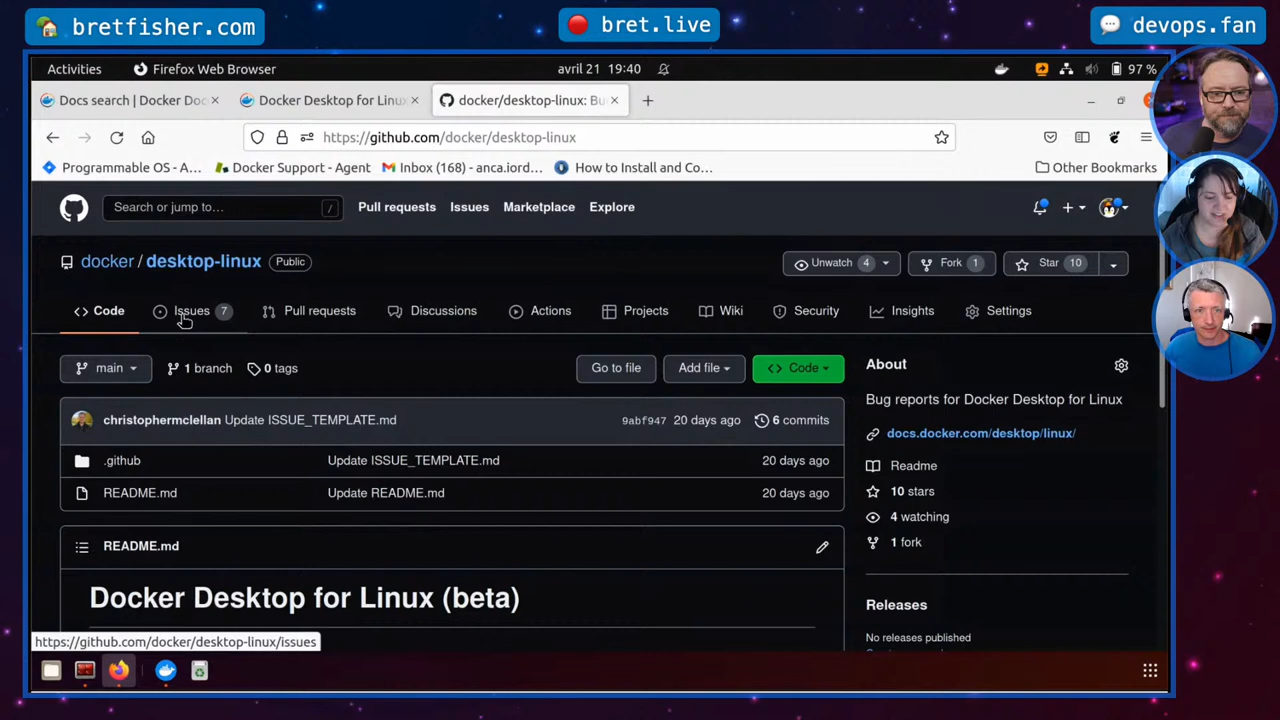 bretfisher.com
bret.live
devops.fan
Activities
Firefox Web Browser
avril 21 19:40
97 %
Docs search | Docker Doc
Docker Desktop for Linu
docker/desktop-linux: Bu
https://github.com/docker/desktop-linux
Programmable OS - A…
Docker Support - Agent
Inbox (168) - anca.iord…
How to Install and Co…
Other Bookmarks
Search or jump to…
/
Pull requests
Issues
Marketplace
Explore
docker / desktop-linux
Public
Unwatch 4
Fork 1
Star 10
Code
Issues 7
Pull requests
Discussions
Actions
Projects
Wiki
Security
Insights
Settings
main
1 branch
0 tags
Go to file
Add file
Code
About
Bug reports for Docker Desktop for Linux
docs.docker.com/desktop/linux/
Readme
10 stars
4 watching
1 fork
christophermclellan Update ISSUE_TEMPLATE.md
9abf947 20 days ago
6 commits
.github
Update ISSUE_TEMPLATE.md
20 days ago
README.md
Update README.md
20 days ago
README.md
Docker Desktop for Linux (beta)
Releases
No releases published
https://github.com/docker/desktop-linux/issues